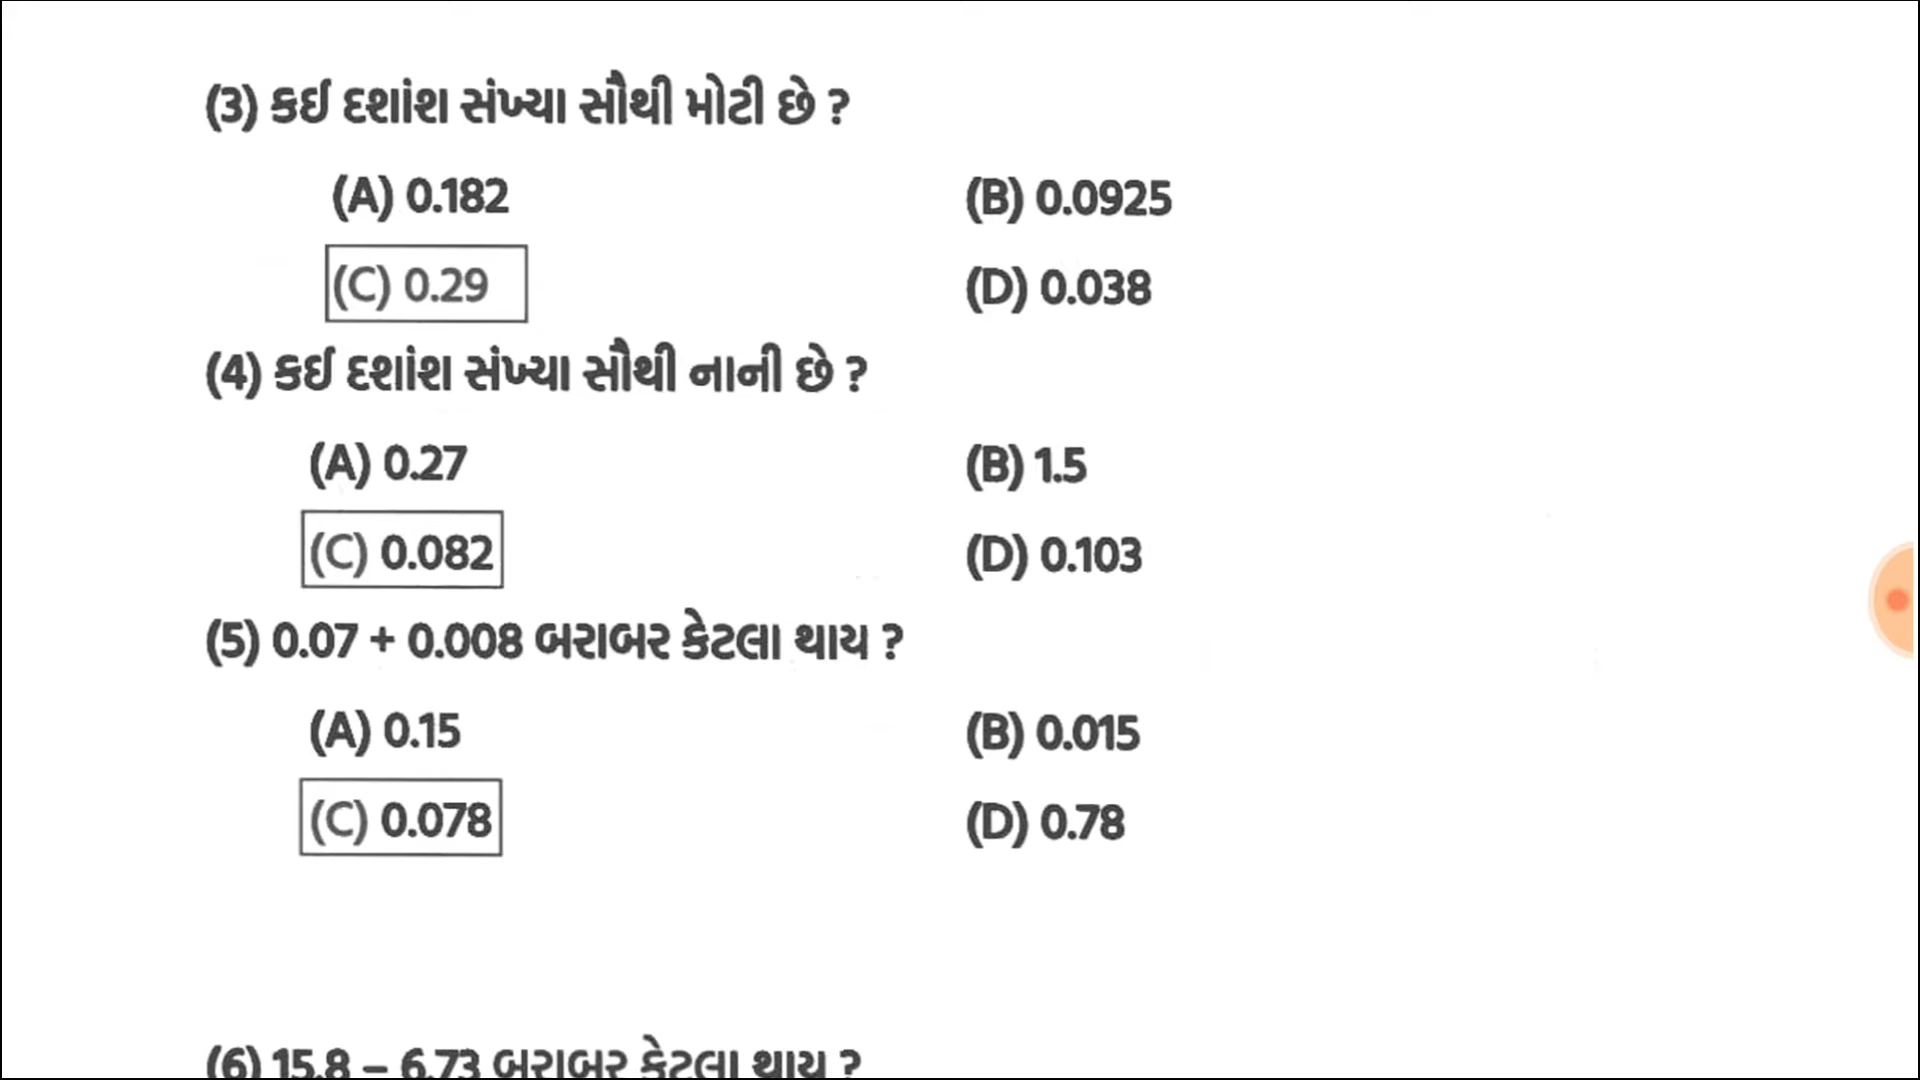 (3) કઈ દશાંશ સંખ્યા સૌથી મોટી છે ?
(A) 0.182 (B) 0.0925
(C) 0.29 (D) 0.038
(4) કઈ દશાંશ સંખ્યા સૌથી નાની છે ?
(A) 0.27 (B) 1.5
(C) 0.082 (D) 0.103
(5) 0.07 + 0.008 બરાબર કેટલા થાય ?
(A) 0.15 (B) 0.015
(C) 0.078 (D) 0.78
(6) 15.8 – 6.73 બરાબર કેટલા થાય ?